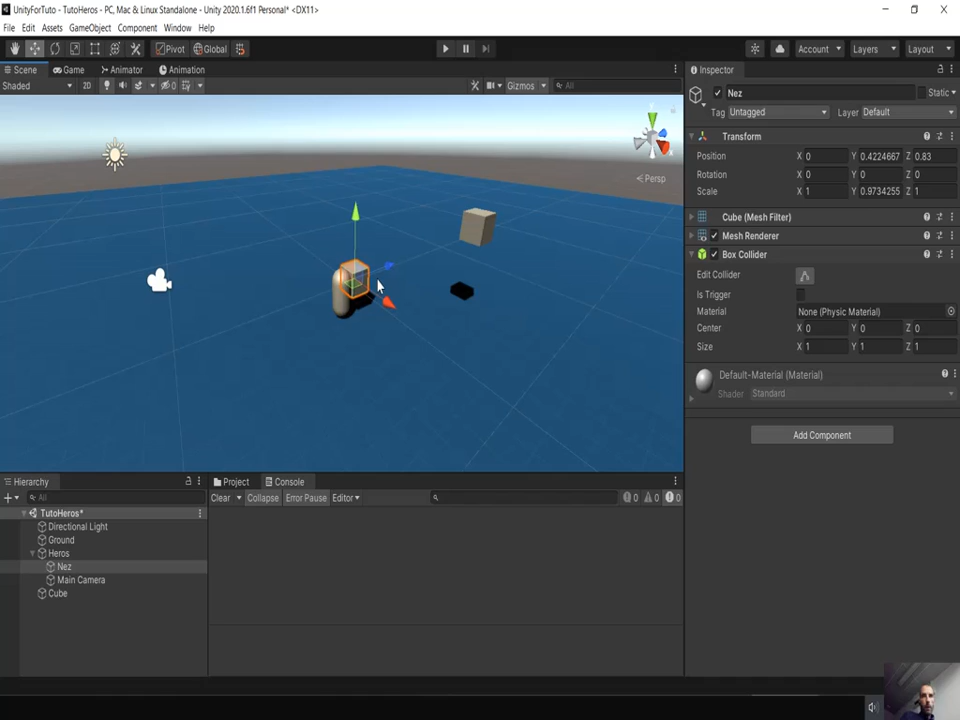 UnityForTuto - TutoHeros - PC, Mac & Linux Standalone - Unity 2020.1.6f1 Personal* <DX11>
File Edit Assets GameObject Component Window Help
Pivot Global Account Layers Layout
Scene Game Animator Animation
Shaded 2D 0 Gizmos All
Persp
Inspector
Nez Static
Tag Untagged Layer Default
Transform
Position X 0 Y 0.4224667 Z 0.83
Rotation X 0 Y 0 Z 0
Scale X 1 Y 0.9734255 Z 1
Cube (Mesh Filter)
Mesh Renderer
Box Collider
Edit Collider
Is Trigger
Material None (Physic Material)
Center X 0 Y 0 Z 0
Size X 1 Y 1 Z 1
Default-Material (Material)
Shader Standard
Add Component
Hierarchy
All
TutoHeros*
Directional Light
Ground
Heros
Nez
Main Camera
Cube
Project Console
Clear Collapse Error Pause Editor 0 0 0